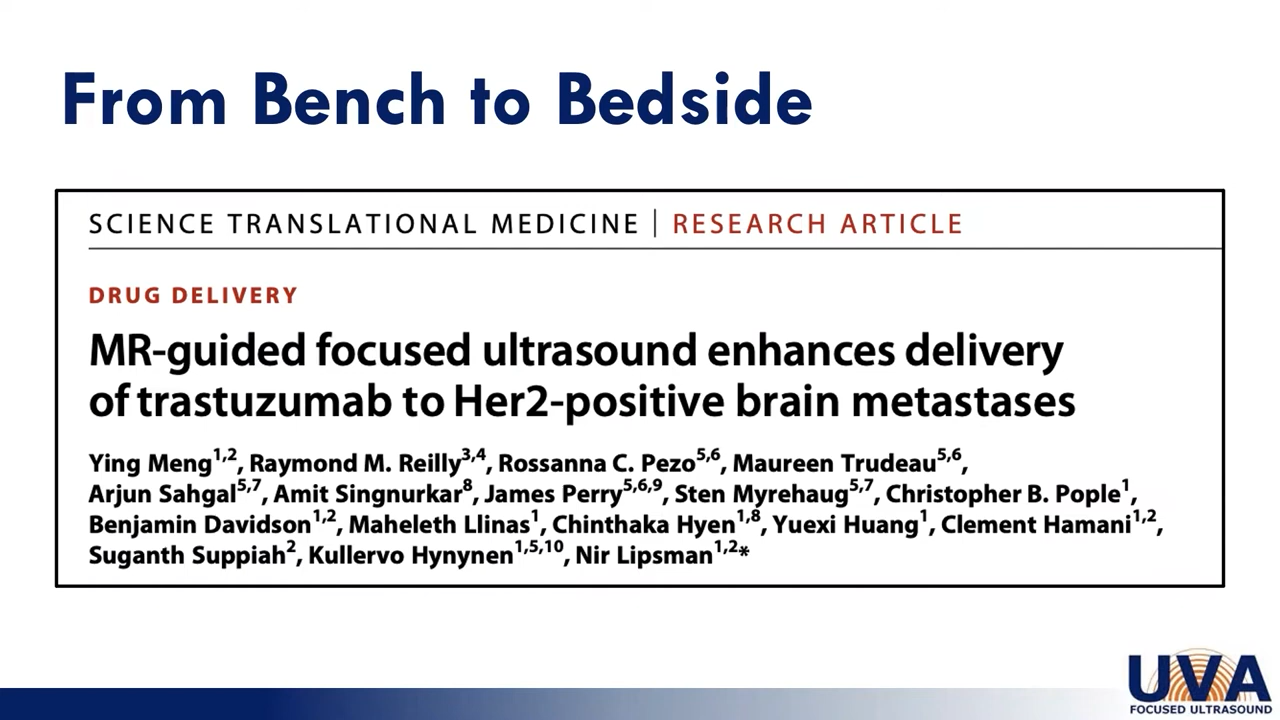 From Bench to Bedside
SCIENCE TRANSLATIONAL MEDICINE | RESEARCH ARTICLE
DRUG DELIVERY
MR-guided focused ultrasound enhances delivery
of trastuzumab to Her2-positive brain metastases
Ying Meng1,2, Raymond M. Reilly3,4, Rossanna C. Pezo5,6, Maureen Trudeau5,6,
Arjun Sahgal5,7, Amit Singnurkar8, James Perry5,6,9, Sten Myrehaug5,7, Christopher B. Pople1,
Benjamin Davidson1,2, Maheleth Llinas1, Chinthaka Hyen1,8, Yuexi Huang1, Clement Hamani1,2,
Suganth Suppiah2, Kullervo Hynynen1,5,10, Nir Lipsman1,2*
UVA
FOCUSED ULTRASOUND